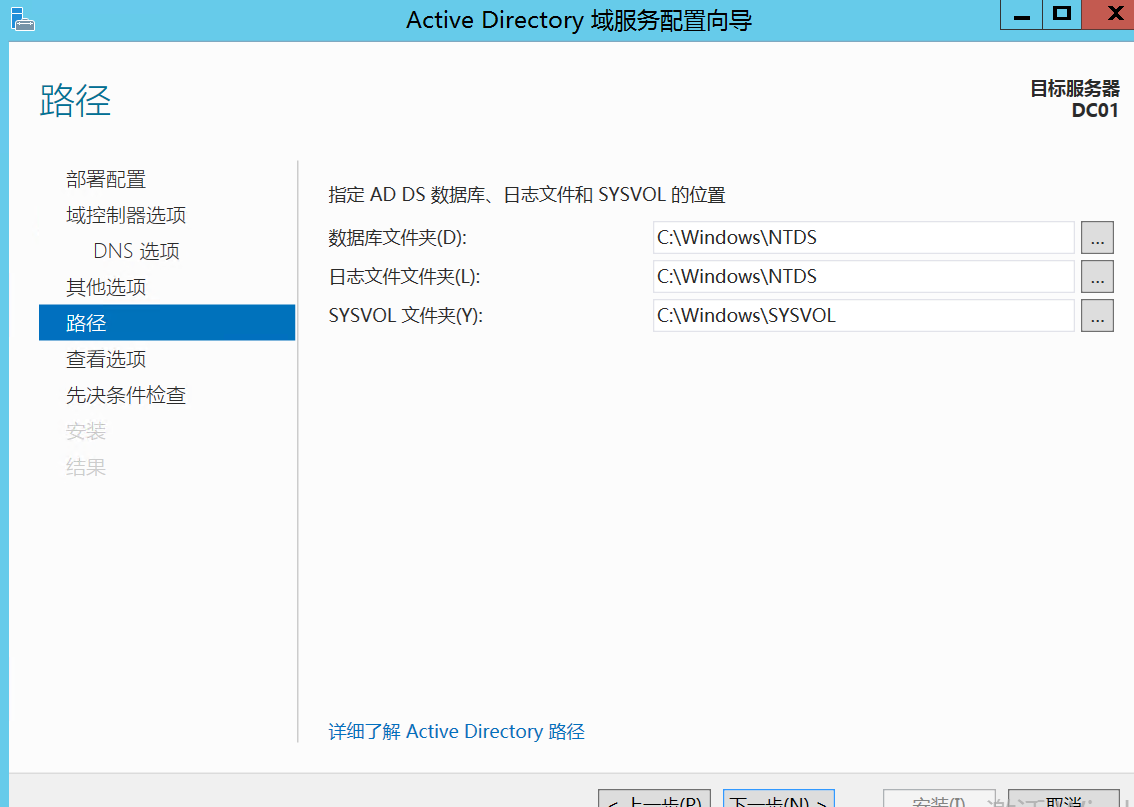 Active Directory 域服务配置向导
路径
目标服务器
DC01
部署配置
域控制器选项
DNS 选项
其他选项
路径
查看选项
先决条件检查
安装
结果
指定 AD DS 数据库、日志文件和 SYSVOL 的位置
数据库文件夹(D): C:\Windows\NTDS ...
日志文件文件夹(L): C:\Windows\NTDS ...
SYSVOL 文件夹(Y): C:\Windows\SYSVOL ...
详细了解 Active Directory 路径
< 上一步(P) 下一步(N) > 安装(I) 取消